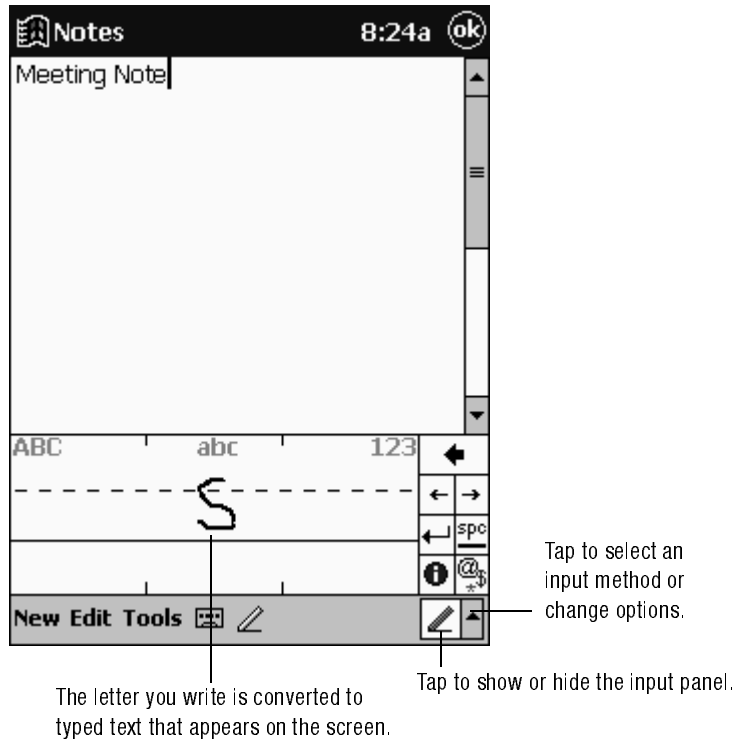 Notes 8:24a ok
Meeting Note
ABC abc 123
S
spc
@$*
New Edit Tools
Tap to select an
input method or
change options.
Tap to show or hide the input panel.
The letter you write is converted to
typed text that appears on the screen.